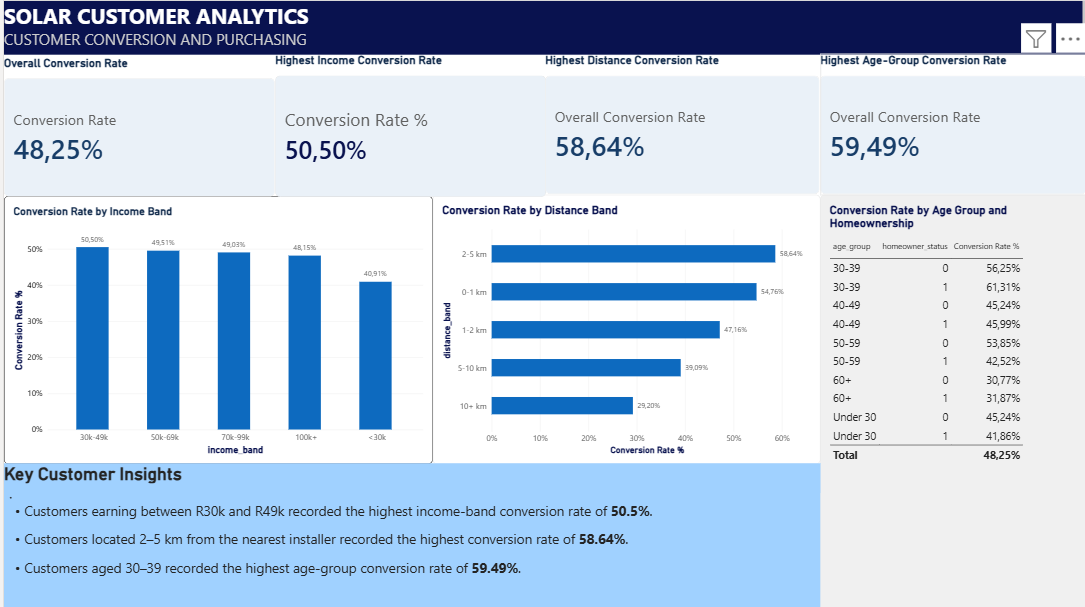 SOLAR CUSTOMER ANALYTICS
CUSTOMER CONVERSION AND PURCHASING
Overall Conversion Rate
Conversion Rate
48,25%
Highest Income Conversion Rate
Conversion Rate %
50,50%
Highest Distance Conversion Rate
Overall Conversion Rate
58,64%
Highest Age-Group Conversion Rate
Overall Conversion Rate
59,49%
Conversion Rate by Income Band
Conversion Rate %
50%
40%
30%
20%
10%
0%
50,50%
49,51%
49,03%
48,15%
40,91%
30k-49k
50k-69k
70k-99k
100k+
<30k
income_band
Conversion Rate by Distance Band
distance_band
2-5 km
58,64%
0-1 km
54,76%
1-2 km
47,16%
5-10 km
39,09%
10+ km
29,20%
0%
10%
20%
30%
40%
50%
60%
Conversion Rate %
Conversion Rate by Age Group and
Homeownership
age_group homeowner_status Conversion Rate %
30-39 0 56,25%
30-39 1 61,31%
40-49 0 45,24%
40-49 1 45,99%
50-59 0 53,85%
50-59 1 42,52%
60+ 0 30,77%
60+ 1 31,87%
Under 30 0 45,24%
Under 30 1 41,86%
Total 48,25%
Key Customer Insights
.
• Customers earning between R30k and R49k recorded the highest income-band conversion rate of 50.5%.
• Customers located 2–5 km from the nearest installer recorded the highest conversion rate of 58.64%.
• Customers aged 30–39 recorded the highest age-group conversion rate of 59.49%.